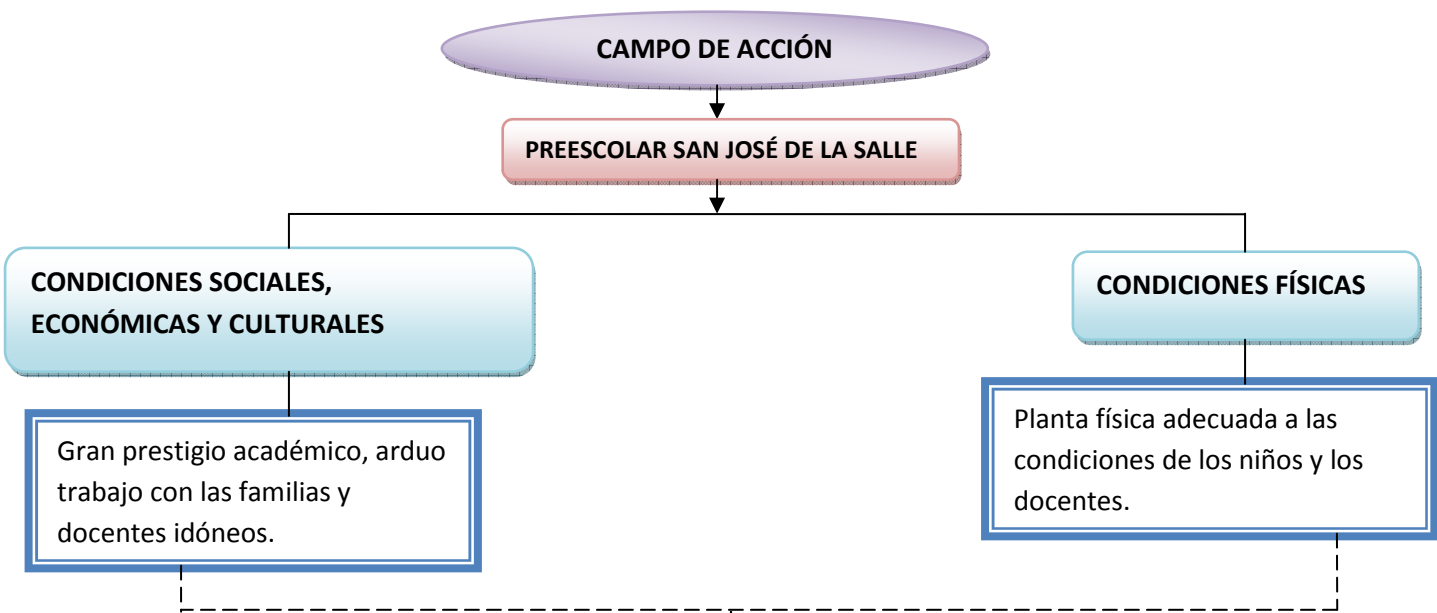 CAMPO DE ACCIÓN
PREESCOLAR SAN JOSÉ DE LA SALLE
CONDICIONES SOCIALES,
ECONÓMICAS Y CULTURALES
CONDICIONES FÍSICAS
Gran prestigio académico, arduo
trabajo con las familias y
docentes idóneos.
Planta física adecuada a las
condiciones de los niños y los
docentes.